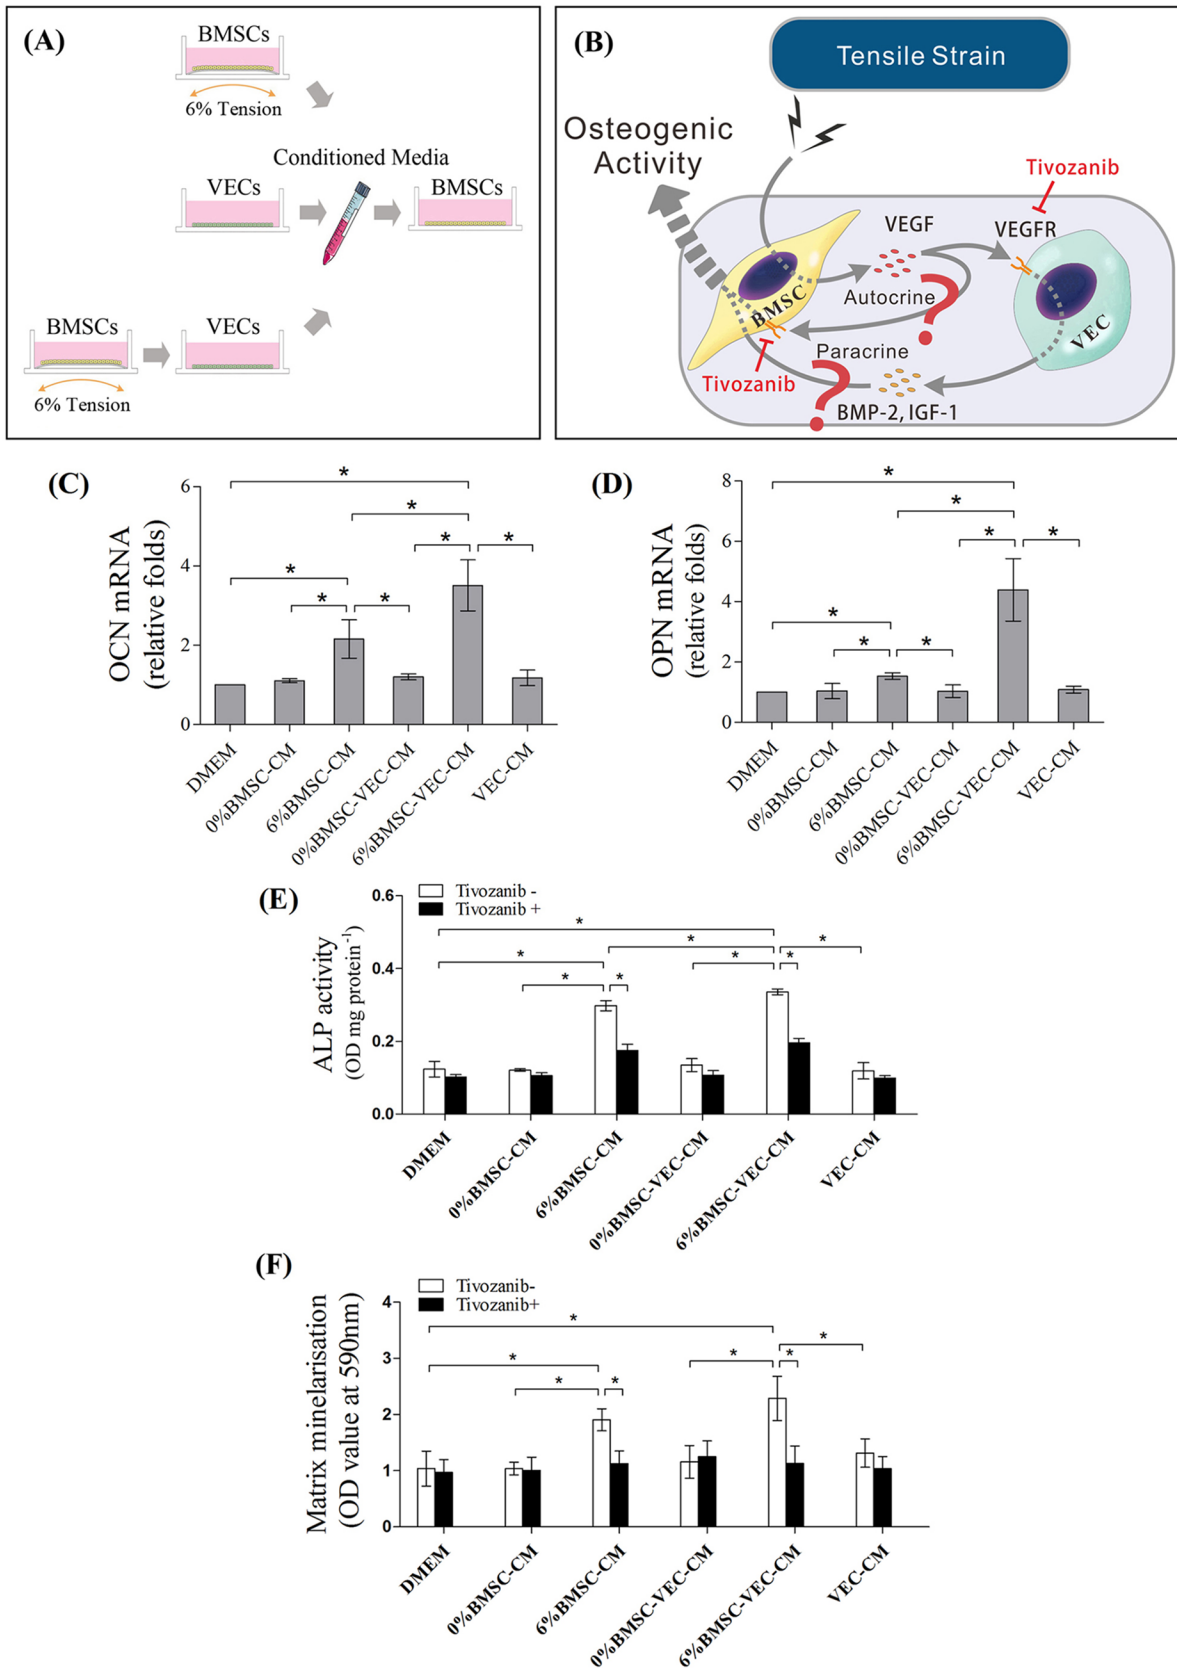 (A)
BMSCs
6% Tension
Conditioned Media
VECs
BMSCs
BMSCs
VECs
6% Tension
(B)
Tensile Strain
Osteogenic
Activity
Tivozanib
VEGF
VEGFR
BMSC
Autocrine
?
VEC
Paracrine
Tivozanib
?
BMP-2, IGF-1
(C)
OCN mRNA
(relative folds)
6
4
2
0
*
*
*
*
*
*
*
DMEM
0%BMSC-CM
6%BMSC-CM
0%BMSC-VEC-CM
6%BMSC-VEC-CM
VEC-CM
(D)
OPN mRNA
(relative folds)
8
6
4
2
0
*
*
*
*
*
*
*
DMEM
0%BMSC-CM
6%BMSC-CM
0%BMSC-VEC-CM
6%BMSC-VEC-CM
VEC-CM
(E)
Tivozanib -
Tivozanib +
ALP activity
(OD mg protein⁻¹)
0.6
0.4
0.2
0.0
*
*
*
*
*
*
*
*
DMEM
0%BMSC-CM
6%BMSC-CM
0%BMSC-VEC-CM
6%BMSC-VEC-CM
VEC-CM
(F)
Tivozanib-
Tivozanib+
Matrix minelarisation
(OD value at 590nm)
4
3
2
1
0
*
*
*
*
*
*
*
DMEM
0%BMSC-CM
6%BMSC-CM
0%BMSC-VEC-CM
6%BMSC-VEC-CM
VEC-CM